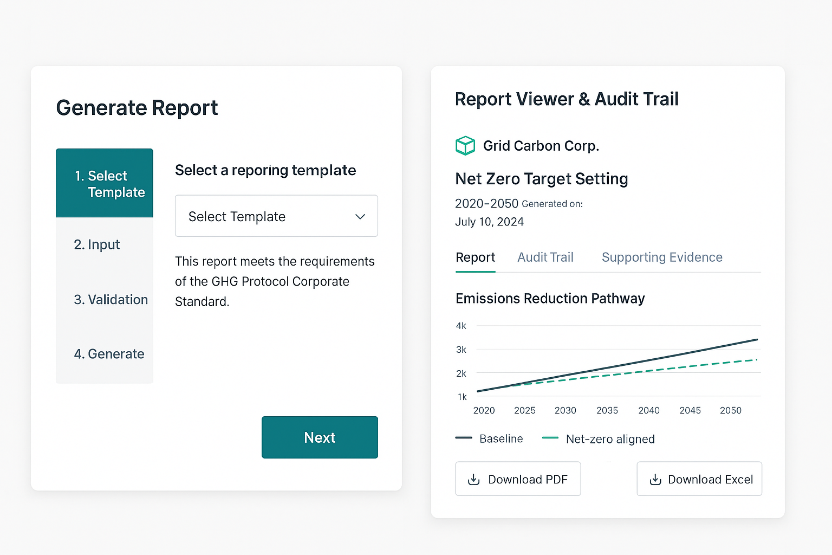 Generate Report
1. Select
Template
2. Input
3. Validation
4. Generate
Select a reporing template
Select Template
This report meets the requirements
of the GHG Protocol Corporate
Standard.
Next
Report Viewer & Audit Trail
Grid Carbon Corp.
Net Zero Target Setting
2020-2050 Generated on:
July 10, 2024
Report Audit Trail Supporting Evidence
Emissions Reduction Pathway
4k
3k
2k
1k
2020 2025 2030 2035 2040 2045 2050
Baseline Net-zero aligned
Download PDF Download Excel